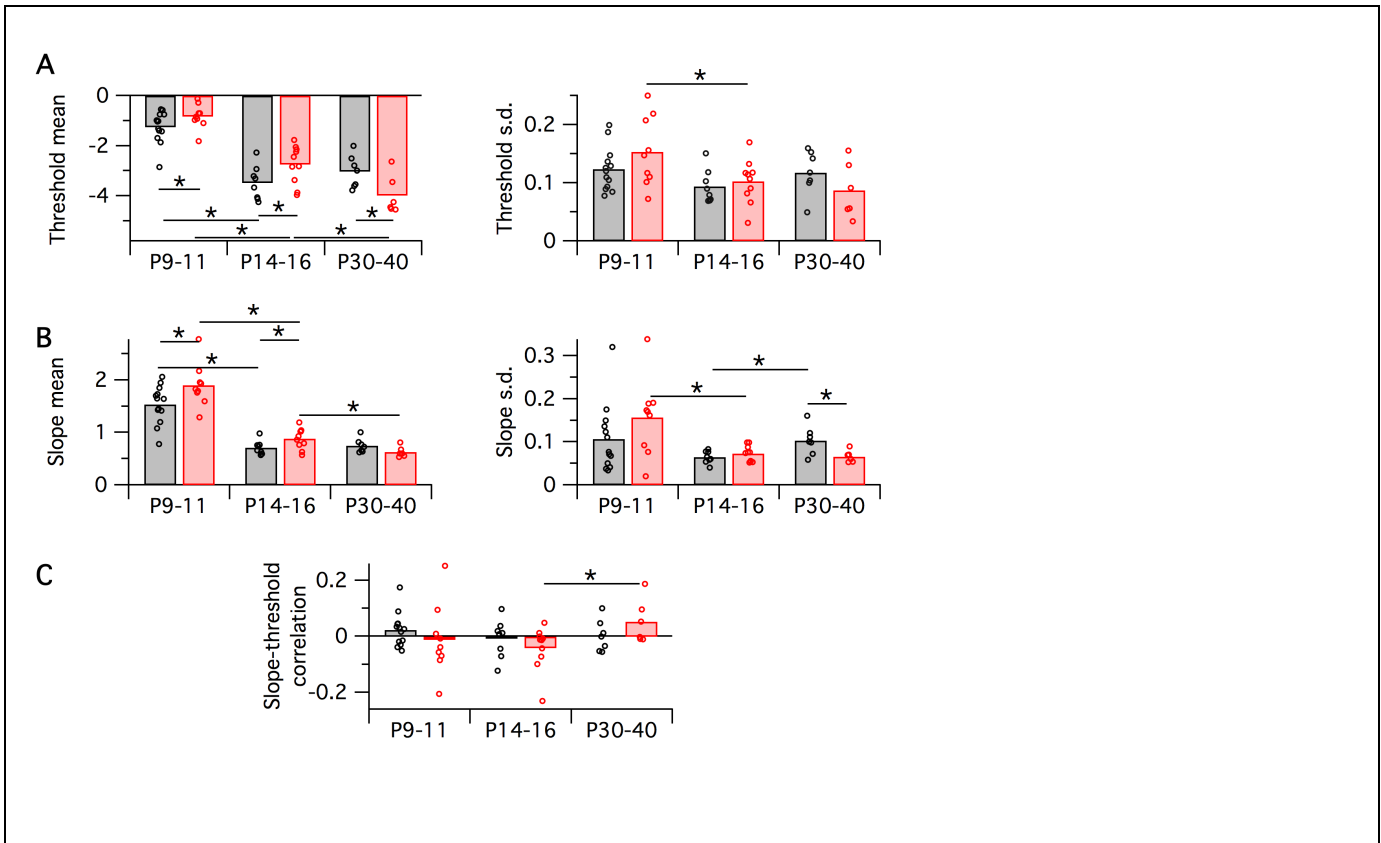 A
Threshold mean
0
-2
-4
* * * * * *
P9-11 P14-16 P30-40
Threshold s.d.
0.2
0.1
0
*
P9-11 P14-16 P30-40
B
Slope mean
2
1
0
* * * * *
P9-11 P14-16 P30-40
Slope s.d.
0.3
0.2
0.1
0
* * *
P9-11 P14-16 P30-40
C
Slope-threshold
correlation
0.2
0
-0.2
*
P9-11 P14-16 P30-40